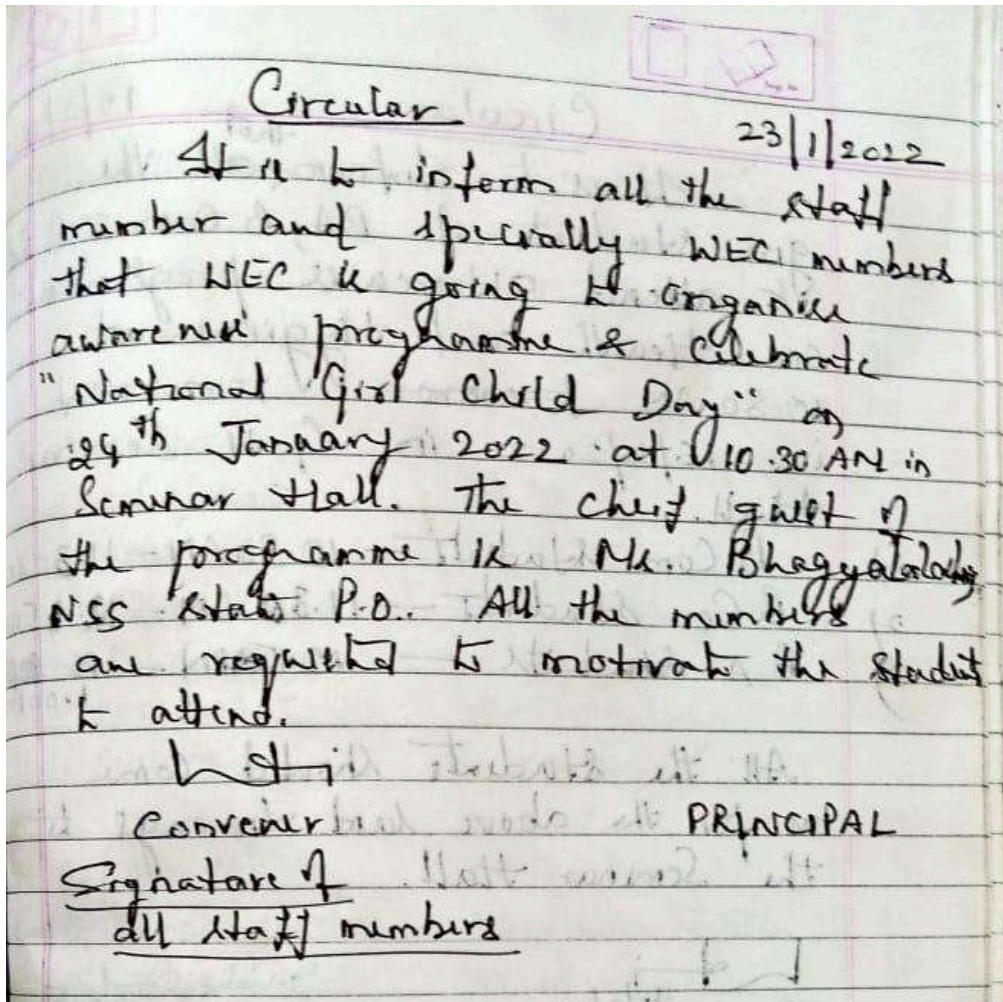 Circular
23/1/2022
It is to inform all the staff
member and specially WEC members
that WEC is going to organise
awareness programme & celebrate
"National Girl Child Day" on
24th January 2022 at 10.30 AM in
Seminar Hall. The cheif guest of
the programme is Ms.
NSS State P.O.. All the members
are requested to motivate the students
to attend.
Convener PRINCIPAL
Signature of
all staff members